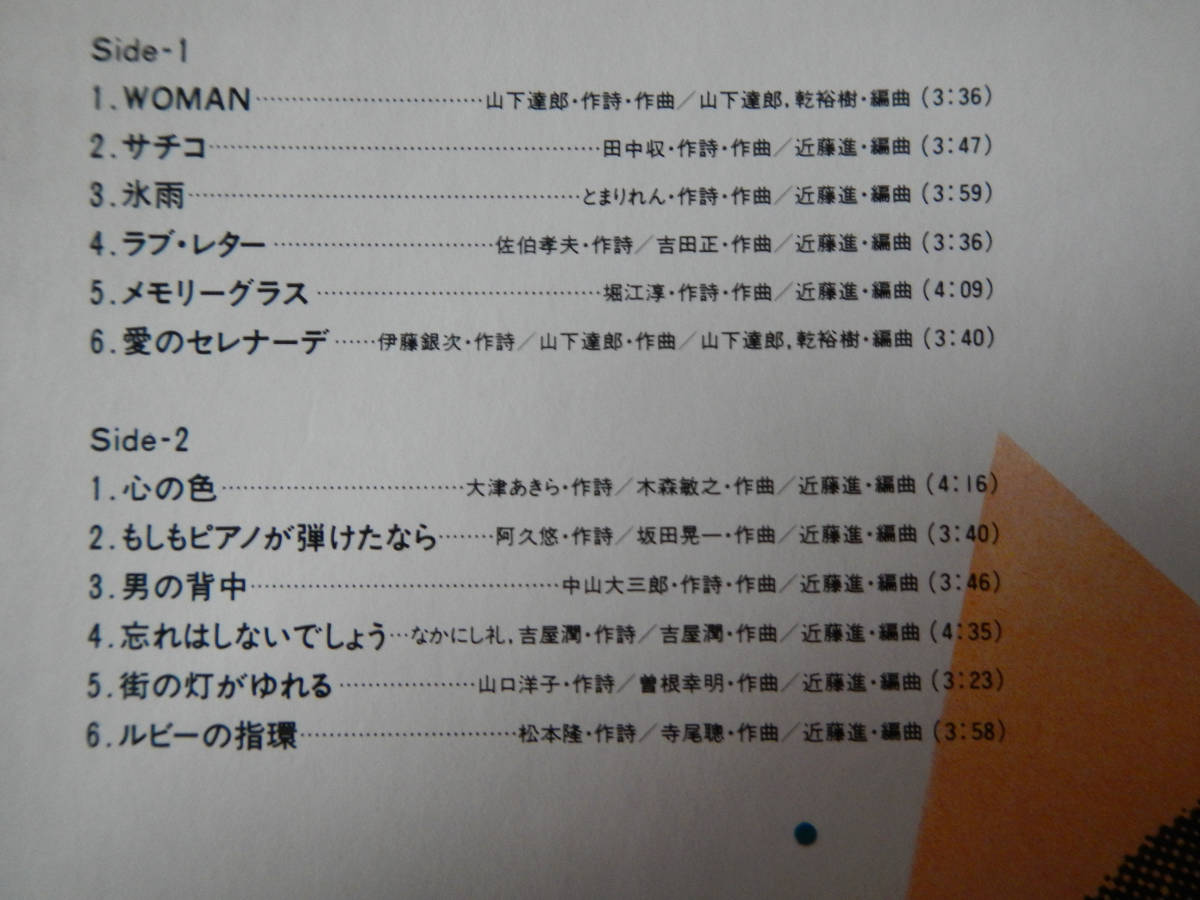 Side-1
1.WOMAN……………………………山下達郎・作詩・作曲／山下達郎,乾裕樹・編曲 (3:36)
2.サチコ………………………………………………田中収・作詩・作曲／近藤進・編曲 (3:47)
3.氷雨………………………………………………とまりれん・作詩・作曲／近藤進・編曲 (3:59)
4.ラブ・レター…………………………佐伯孝夫・作詩／吉田正・作曲／近藤進・編曲 (3:36)
5.メモリーグラス…………………………………堀江淳・作詩・作曲／近藤進・編曲 (4:09)
6.愛のセレナーデ……伊藤銀次・作詩／山下達郎・作曲／山下達郎,乾裕樹・編曲 (3:40)
Side-2
1.心の色……………………………大津あきら・作詩／木森敏之・作曲／近藤進・編曲 (4:16)
2.もしもピアノが弾けたなら………阿久悠・作詩／坂田晃一・作曲／近藤進・編曲 (3:40)
3.男の背中……………………………………中山大三郎・作詩・作曲／近藤進・編曲 (3:46)
4.忘れはしないでしょう…なかにし礼,吉屋潤・作詩／吉屋潤・作曲／近藤進・編曲 (4:35)
5.街の灯がゆれる………………山口洋子・作詩／曽根幸明・作曲／近藤進・編曲 (3:23)
6.ルビーの指環…………………………松本隆・作詩／寺尾聰・作曲／近藤進・編曲 (3:58)